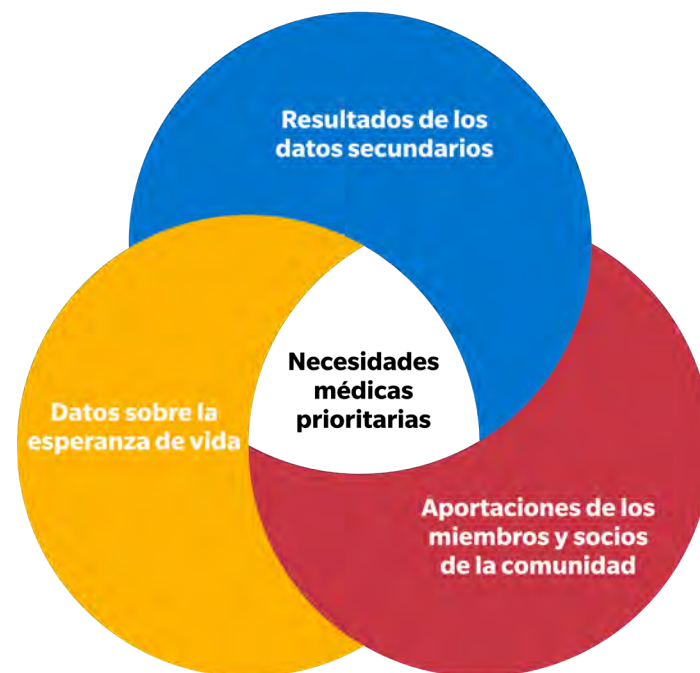 Resultados de los
datos secundarios
Necesidades
médicas
prioritarias
Datos sobre la
esperanza de vida
Aportaciones de los
miembros y socios
de la comunidad